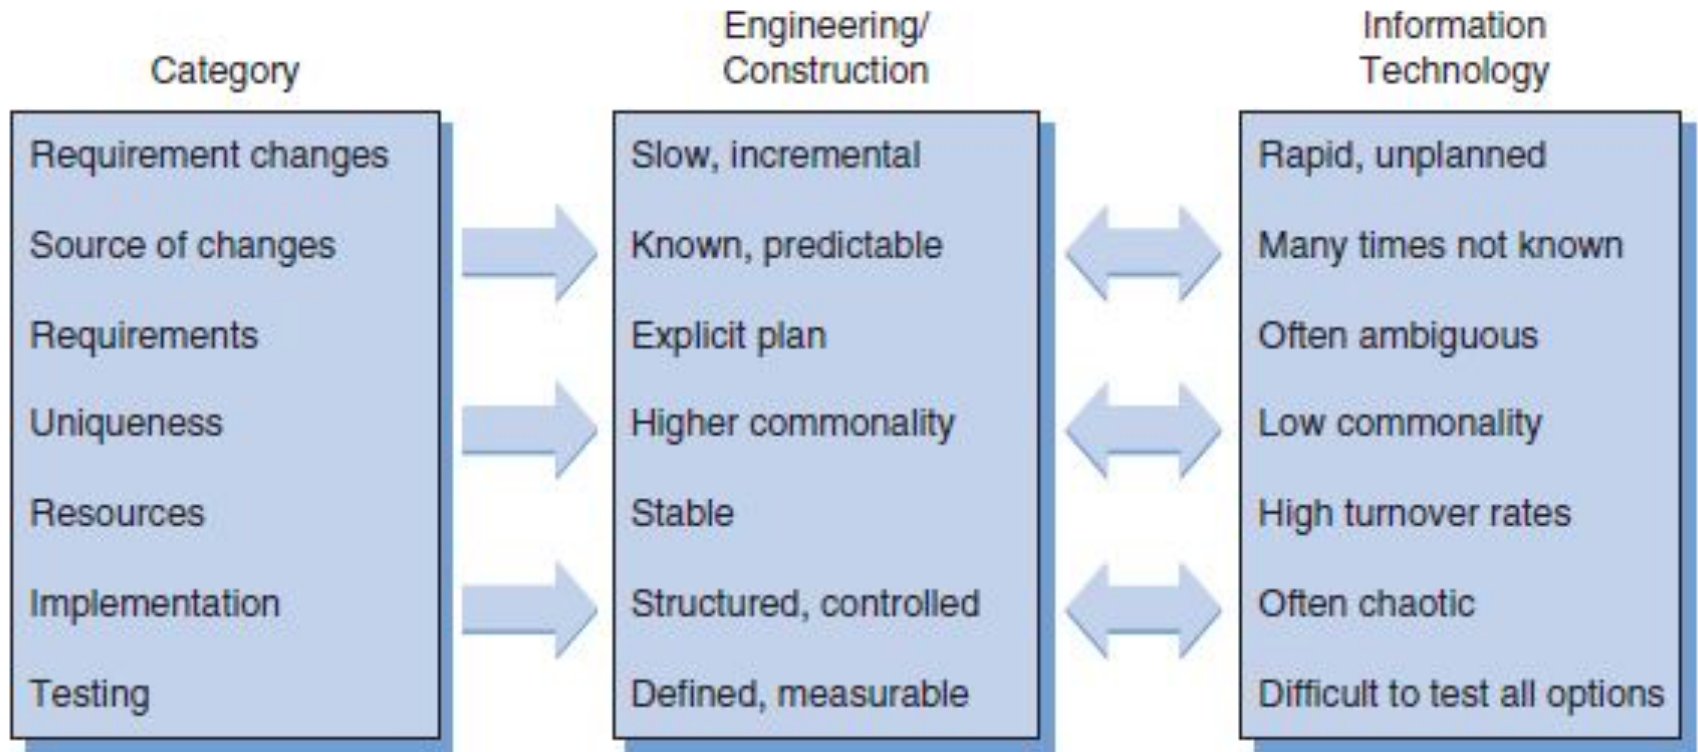 Category
Engineering/
Construction
Information
Technology
Requirement changes
Slow, incremental
Rapid, unplanned
Source of changes
Known, predictable
Many times not known
Requirements
Explicit plan
Often ambiguous
Uniqueness
Higher commonality
Low commonality
Resources
Stable
High turnover rates
Implementation
Structured, controlled
Often chaotic
Testing
Defined, measurable
Difficult to test all options